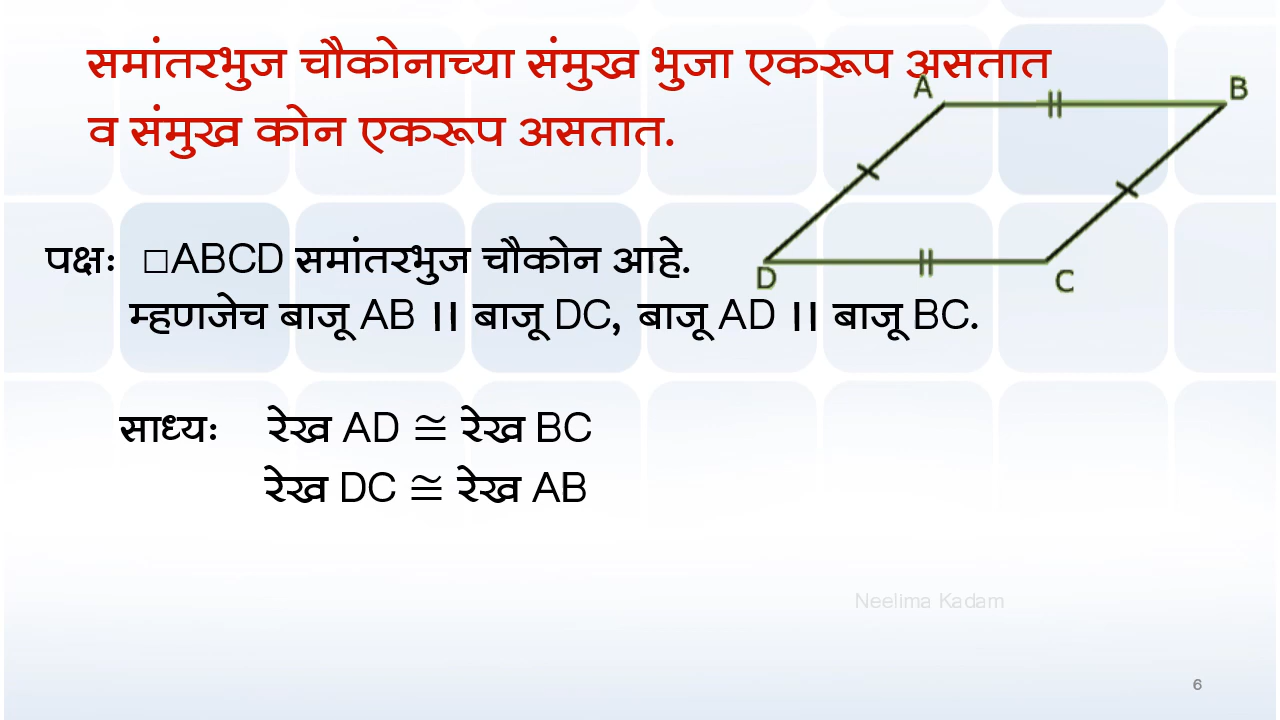 समांतरभुज चौकोनाच्या संमुख भुजा एकरूप असतात
व संमुख कोन एकरूप असतात.
A
B
पक्षः □ABCD समांतरभुज चौकोन आहे.
D
C
म्हणजेच बाजू AB ।। बाजू DC, बाजू AD ।। बाजू BC.
साध्यः रेख AD ≅ रेख BC
रेख DC ≅ रेख AB
Neelima Kadam
6